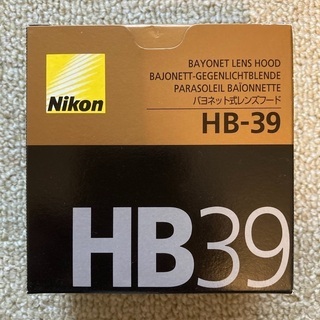 Nikon
BAYONET LENS HOOD
BAJONETT-GEGENLICHTBLENDE
PARASOLEIL BAÏONNETTE
バヨネット式レンズフード
HB-39
HB39